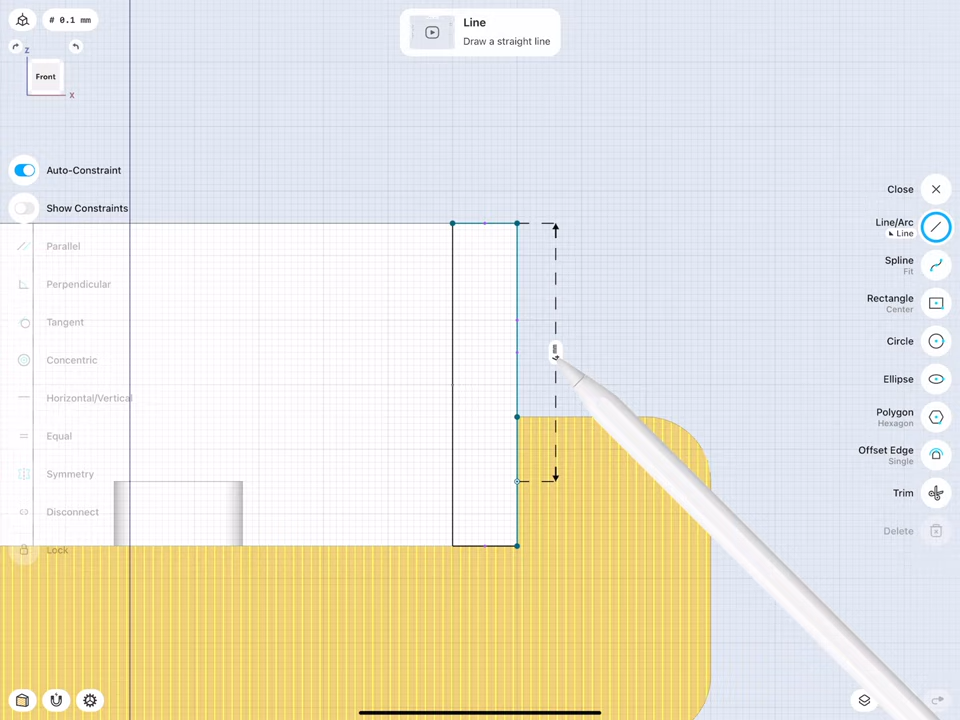 # 0.1 mm
Line
Draw a straight line
Z
Front
X
Auto-Constraint
Show Constraints
Parallel
Perpendicular
Tangent
Concentric
Horizontal/Vertical
Equal
Symmetry
Disconnect
Lock
Close
Line/Arc
Line
Spline
Fit
Rectangle
Center
Circle
Ellipse
Polygon
Hexagon
Offset Edge
Single
Trim
Delete